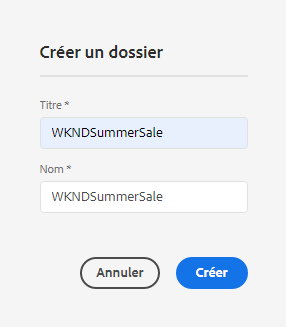 Créer un dossier
Titre *
WKNDSummerSale
Nom *
WKNDSummerSale
Annuler
Créer